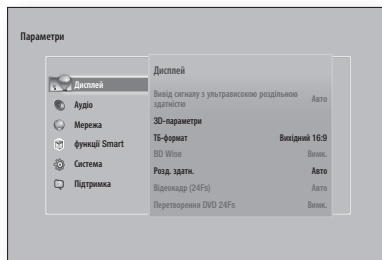 Параметри
Дисплей
Аудіо
Мережа
функції Smart
Система
Підтримка
Дисплей
Вивід сигналу з ультрависокою роздільною
здатністю Авто
3D-параметри
ТБ-формат Вихідний 16:9
BD Wise Вимк.
Розд. здатн. Авто
Відеокадр (24Fs) Авто
Перетворення DVD 24Fs Вимк.